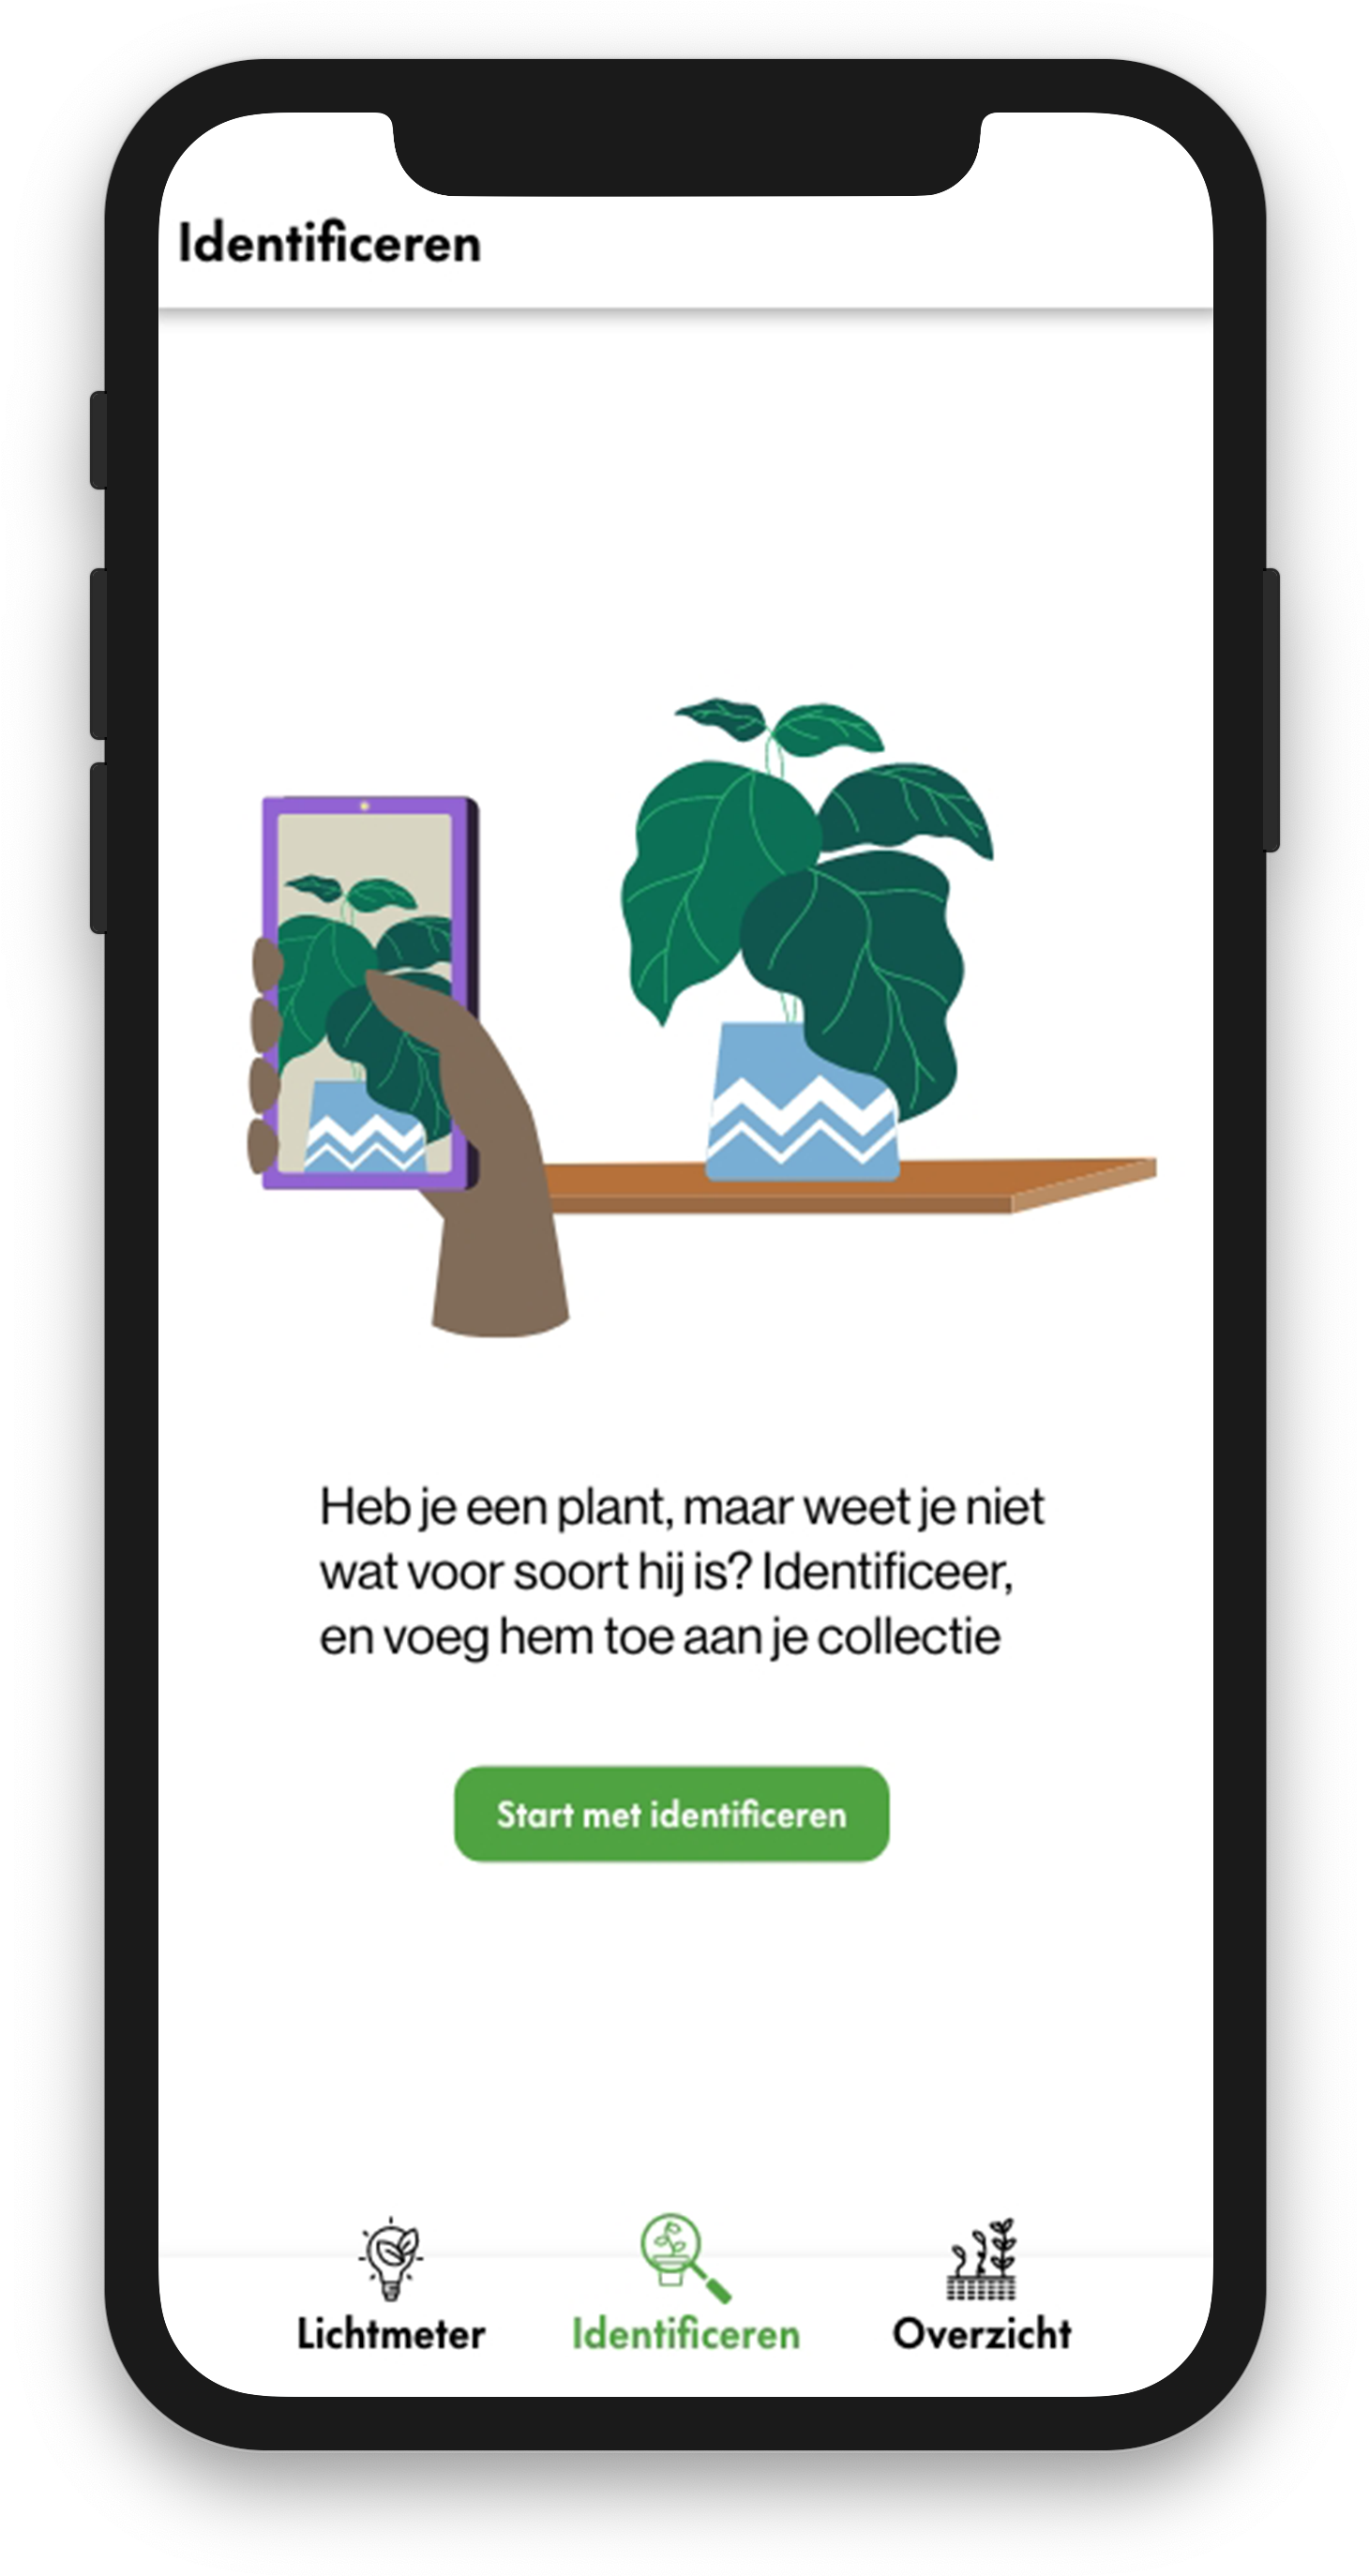 Identificeren
Heb je een plant, maar weet je niet
wat voor soort hij is? Identificeer,
en voeg hem toe aan je collectie
Start met identificeren
Lichtmeter
Identificeren
Overzicht